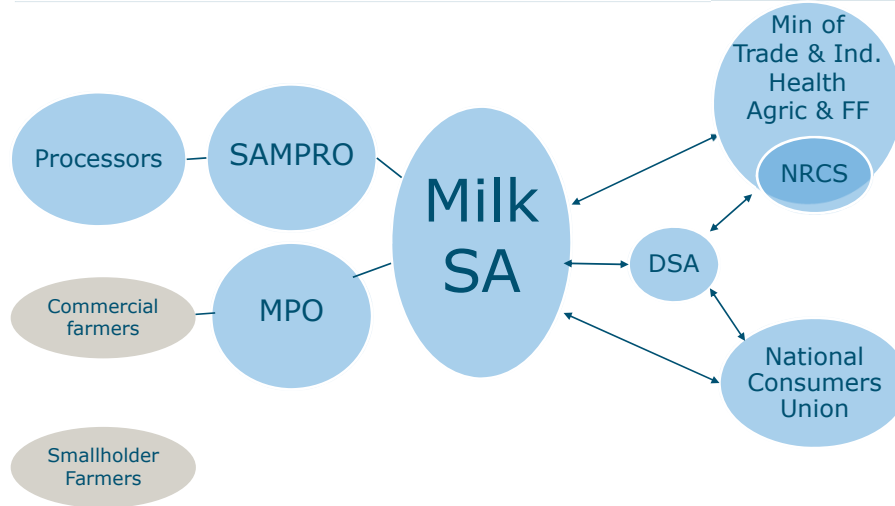 Min of
Trade & Ind.
Health
Agric & FF
NRCS
Processors
SAMPRO
Milk
SA
DSA
Commercial
farmers
MPO
National
Consumers
Union
Smallholder
Farmers